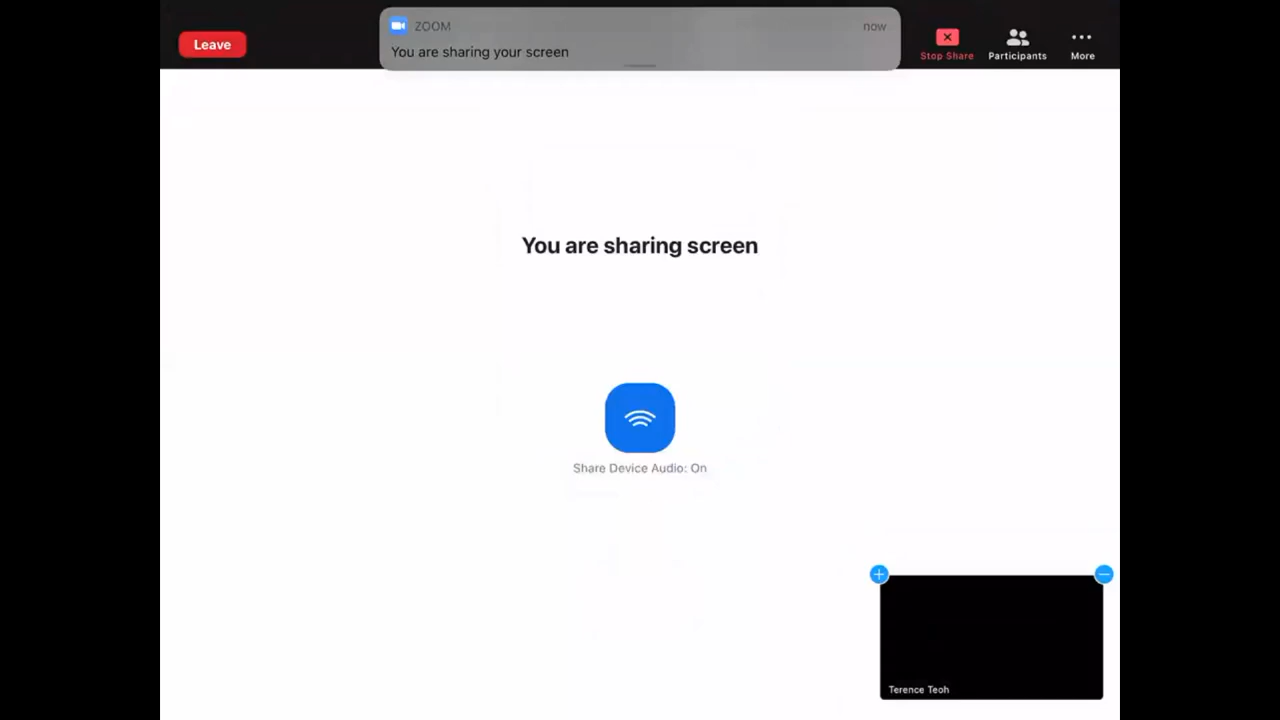 Leave
ZOOM
now
You are sharing your screen
Stop Share
Participants
More
You are sharing screen
Share Device Audio: On
Terence Teoh